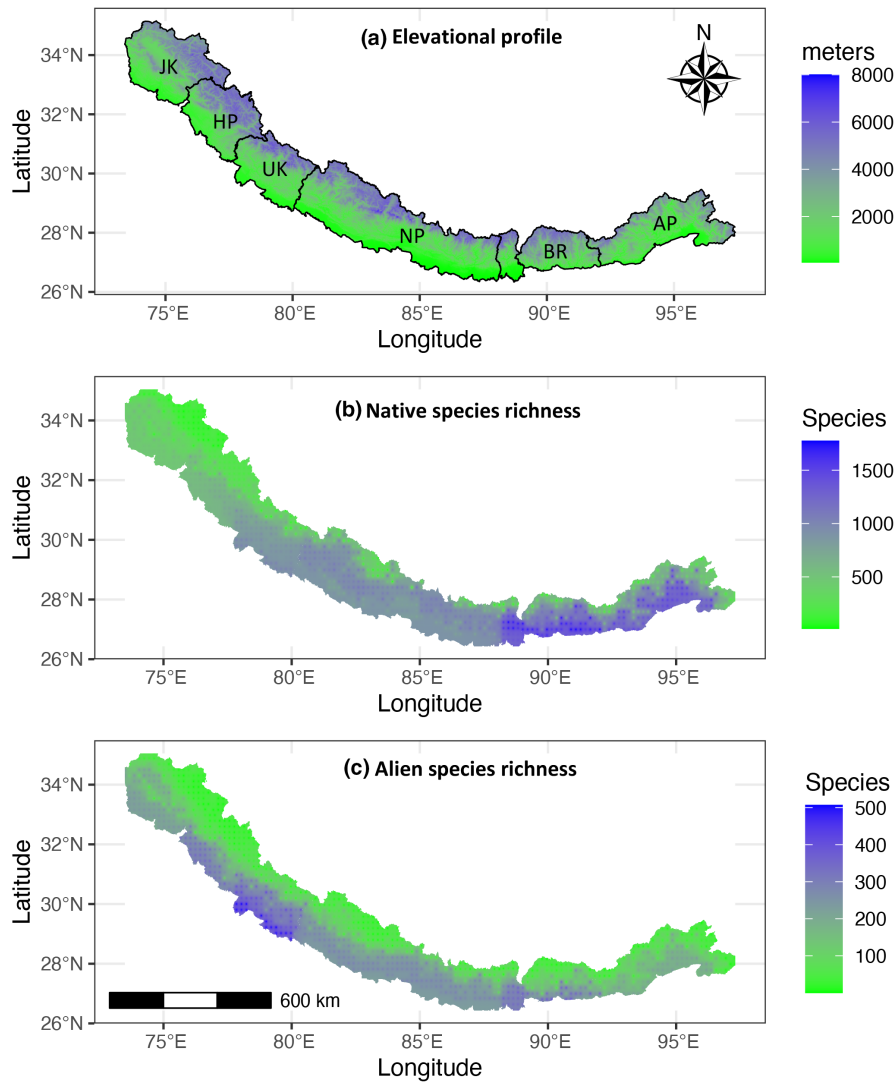 (a) Elevational profile
N
34°N
32°N
30°N
28°N
26°N
Latitude
JK
HP
UK
NP
BR
AP
75°E 80°E 85°E 90°E 95°E
Longitude
meters
8000
6000
4000
2000
(b) Native species richness
34°N
32°N
30°N
28°N
26°N
Latitude
75°E 80°E 85°E 90°E 95°E
Longitude
Species
1500
1000
500
(c) Alien species richness
34°N
32°N
30°N
28°N
26°N
Latitude
600 km
75°E 80°E 85°E 90°E 95°E
Longitude
Species
500
400
300
200
100